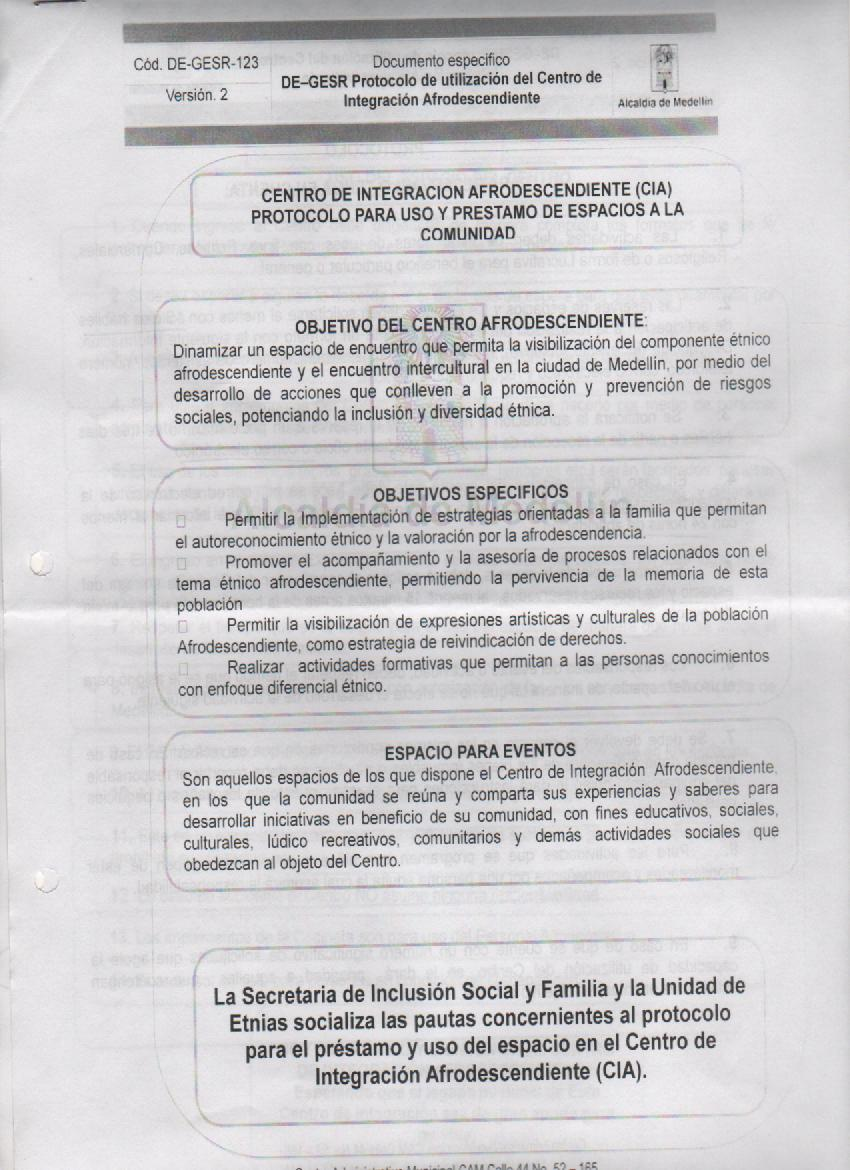 Cód. DE-GESR-123
Versión. 2
Documento especifico
DE–GESR Protocolo de utilización del Centro de
Integración Afrodescendiente
Alcaldía de Medellín
CENTRO DE INTEGRACION AFRODESCENDIENTE (CIA)
PROTOCOLO PARA USO Y PRESTAMO DE ESPACIOS A LA
COMUNIDAD
OBJETIVO DEL CENTRO AFRODESCENDIENTE:
Dinamizar un espacio de encuentro que permita la visibilización del componente étnico
afrodescendiente y el encuentro intercultural en la ciudad de Medellín, por medio del
desarrollo de acciones que conlleven a la promoción y prevención de riesgos
sociales, potenciando la inclusión y diversidad étnica.
OBJETIVOS ESPECIFICOS
Permitir la Implementación de estrategias orientadas a la familia que permitan
el autoreconocimiento étnico y la valoración por la afrodescendencia.
Promover el acompañamiento y la asesoría de procesos relacionados con el
tema étnico afrodescendiente, permitiendo la pervivencia de la memoria de esta
población
Permitir la visibilización de expresiones artísticas y culturales de la población
Afrodescendiente, como estrategia de reivindicación de derechos.
Realizar actividades formativas que permitan a las personas conocimientos
con enfoque diferencial étnico.
ESPACIO PARA EVENTOS
Son aquellos espacios de los que dispone el Centro de Integración Afrodescendiente,
en los que la comunidad se reúna y comparta sus experiencias y saberes para
desarrollar iniciativas en beneficio de su comunidad, con fines educativos, sociales,
culturales, lúdico recreativos, comunitarios y demás actividades sociales que
obedezcan al objeto del Centro.
La Secretaria de Inclusión Social y Familia y la Unidad de
Etnias socializa las pautas concernientes al protocolo
para el préstamo y uso del espacio en el Centro de
Integración Afrodescendiente (CIA).
Centro Administrativo Municipal CAM Calle 44 No. 52 – 165